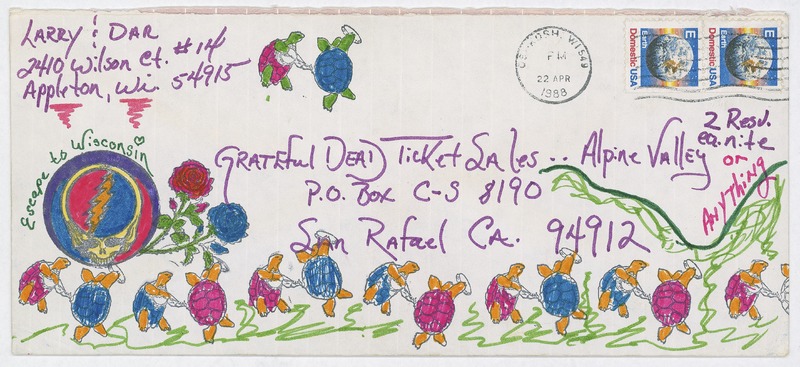 LARRY & DAR
2410 Wilson Ct. #14
Appleton, Wi. 54915
OSHKOSH, WI 549
PM
22 APR
1988
E
Earth
Domestic USA
E
Earth
Domestic USA
Escape to Wisconsin
GRATEFUL DEAD TICKET SALES .. Alpine Valley
P.O. Box C-S 8190
San Rafael CA. 94912
2 Resv.
ea. nite
or
ANYTHING